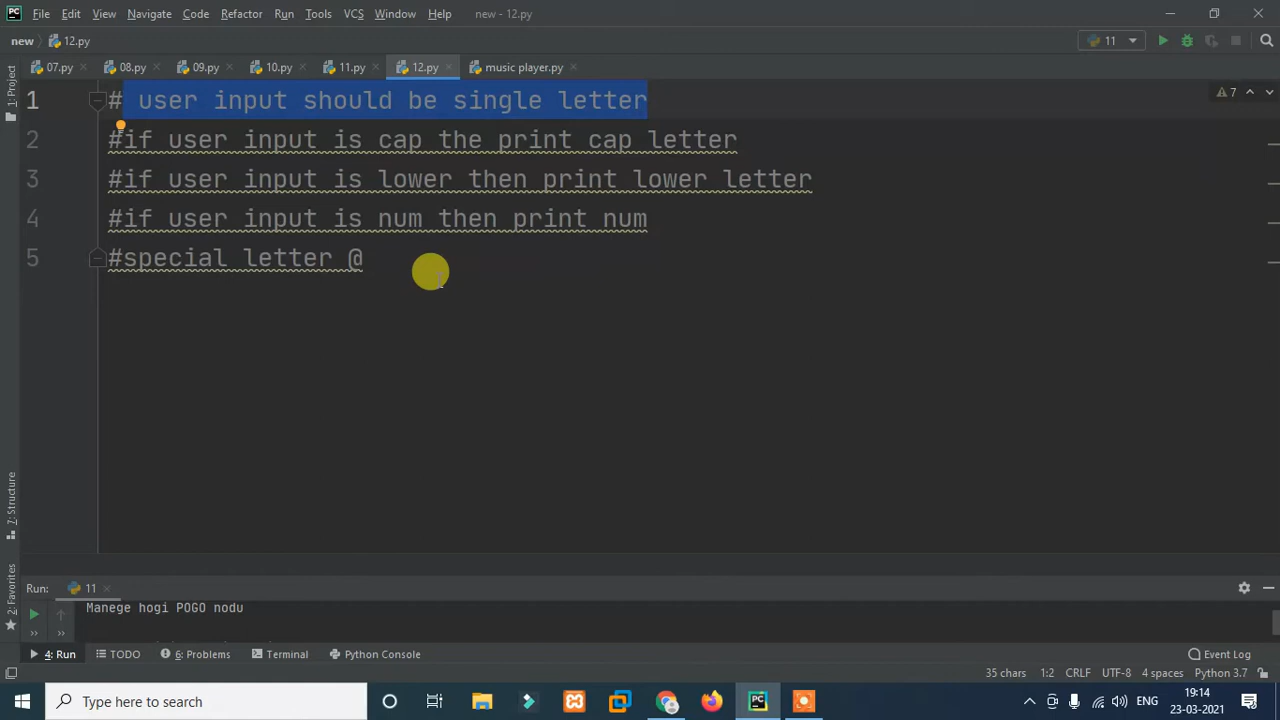 File Edit View Navigate Code Refactor Run Tools VCS Window Help new - 12.py
new 12.py 11
07.py 08.py 09.py 10.py 11.py 12.py music player.py
1: Project
7
1 # user input should be single letter
2 #if user input is cap the print cap letter
3 #if user input is lower then print lower letter
4 #if user input is num then print num
5 #special letter @
Z: Structure
2: Favorites
Run: 11
Manege hogi POGO nodu
4: Run TODO 6: Problems Terminal Python Console Event Log
35 chars 1:2 CRLF UTF-8 4 spaces Python 3.7
Type here to search
ENG
19:14
23-03-2021